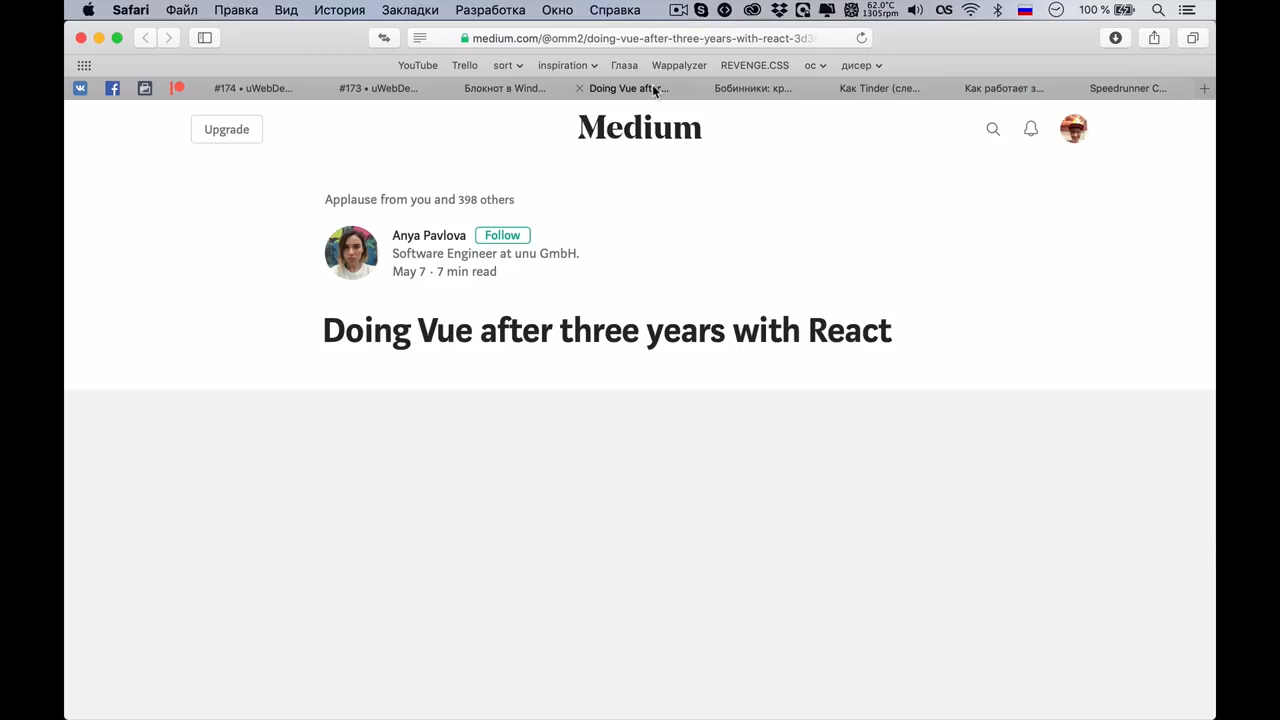 Safari Файл Правка Вид История Закладки Разработка Окно Справка 62.0°C 1305rpm 100 %
medium.com/@omm2/doing-vue-after-three-years-with-react-3d3
YouTube Trello sort inspiration Глаза Wappalyzer REVENGE.CSS ос дисер
#174 • uWebDe... #173 • uWebDe... Блокнот в Wind... Doing Vue after... Бобинники: кр... Как Tinder (сле... Как работает з... Speedrunner C...
Upgrade Medium
Applause from you and 398 others
Anya Pavlova Follow
Software Engineer at unu GmbH.
May 7 · 7 min read
Doing Vue after three years with React